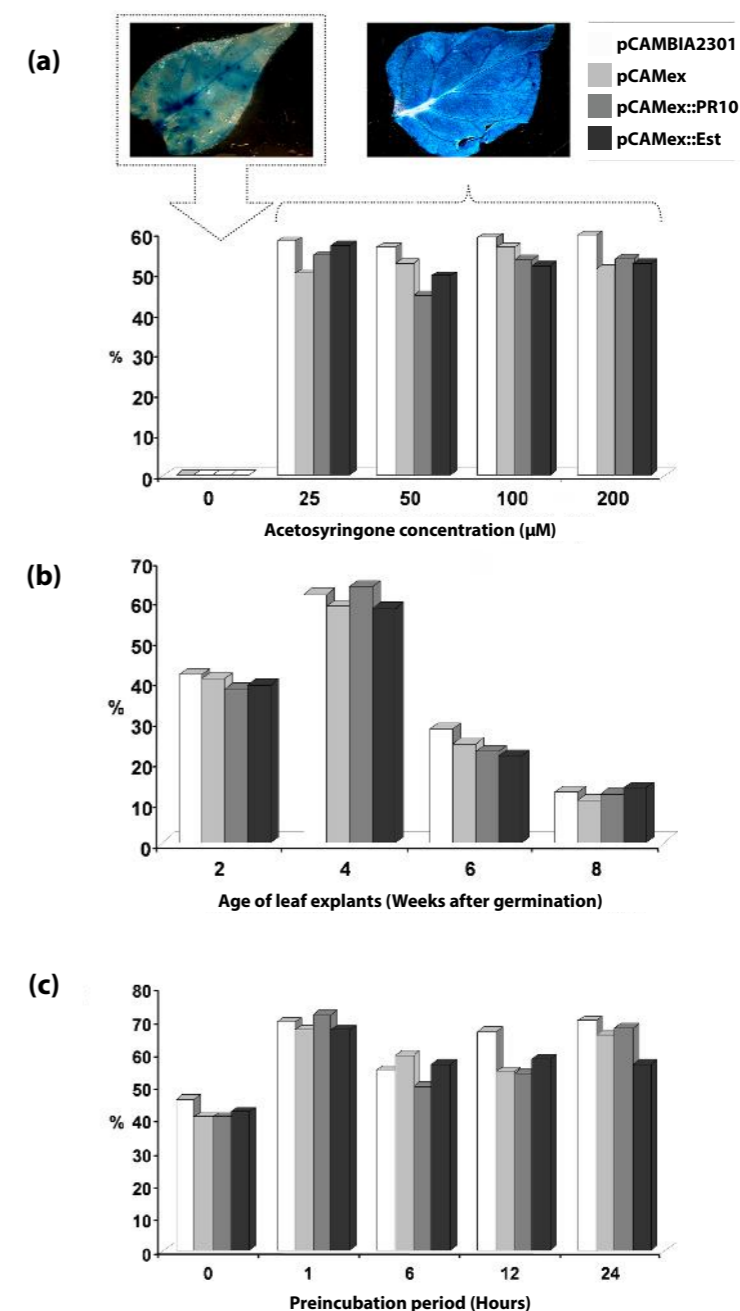 (a)
pCAMBIA2301
pCAMex
pCAMex::PR10
pCAMex::Est
60
50
40
% 30
20
10
0
0 25 50 100 200
Acetosyringone concentration (µM)
(b)
70
60
50
40
%
30
20
10
0
2 4 6 8
Age of leaf explants (Weeks after germination)
(c)
80
70
60
50
% 40
30
20
10
0
0 1 6 12 24
Preincubation period (Hours)